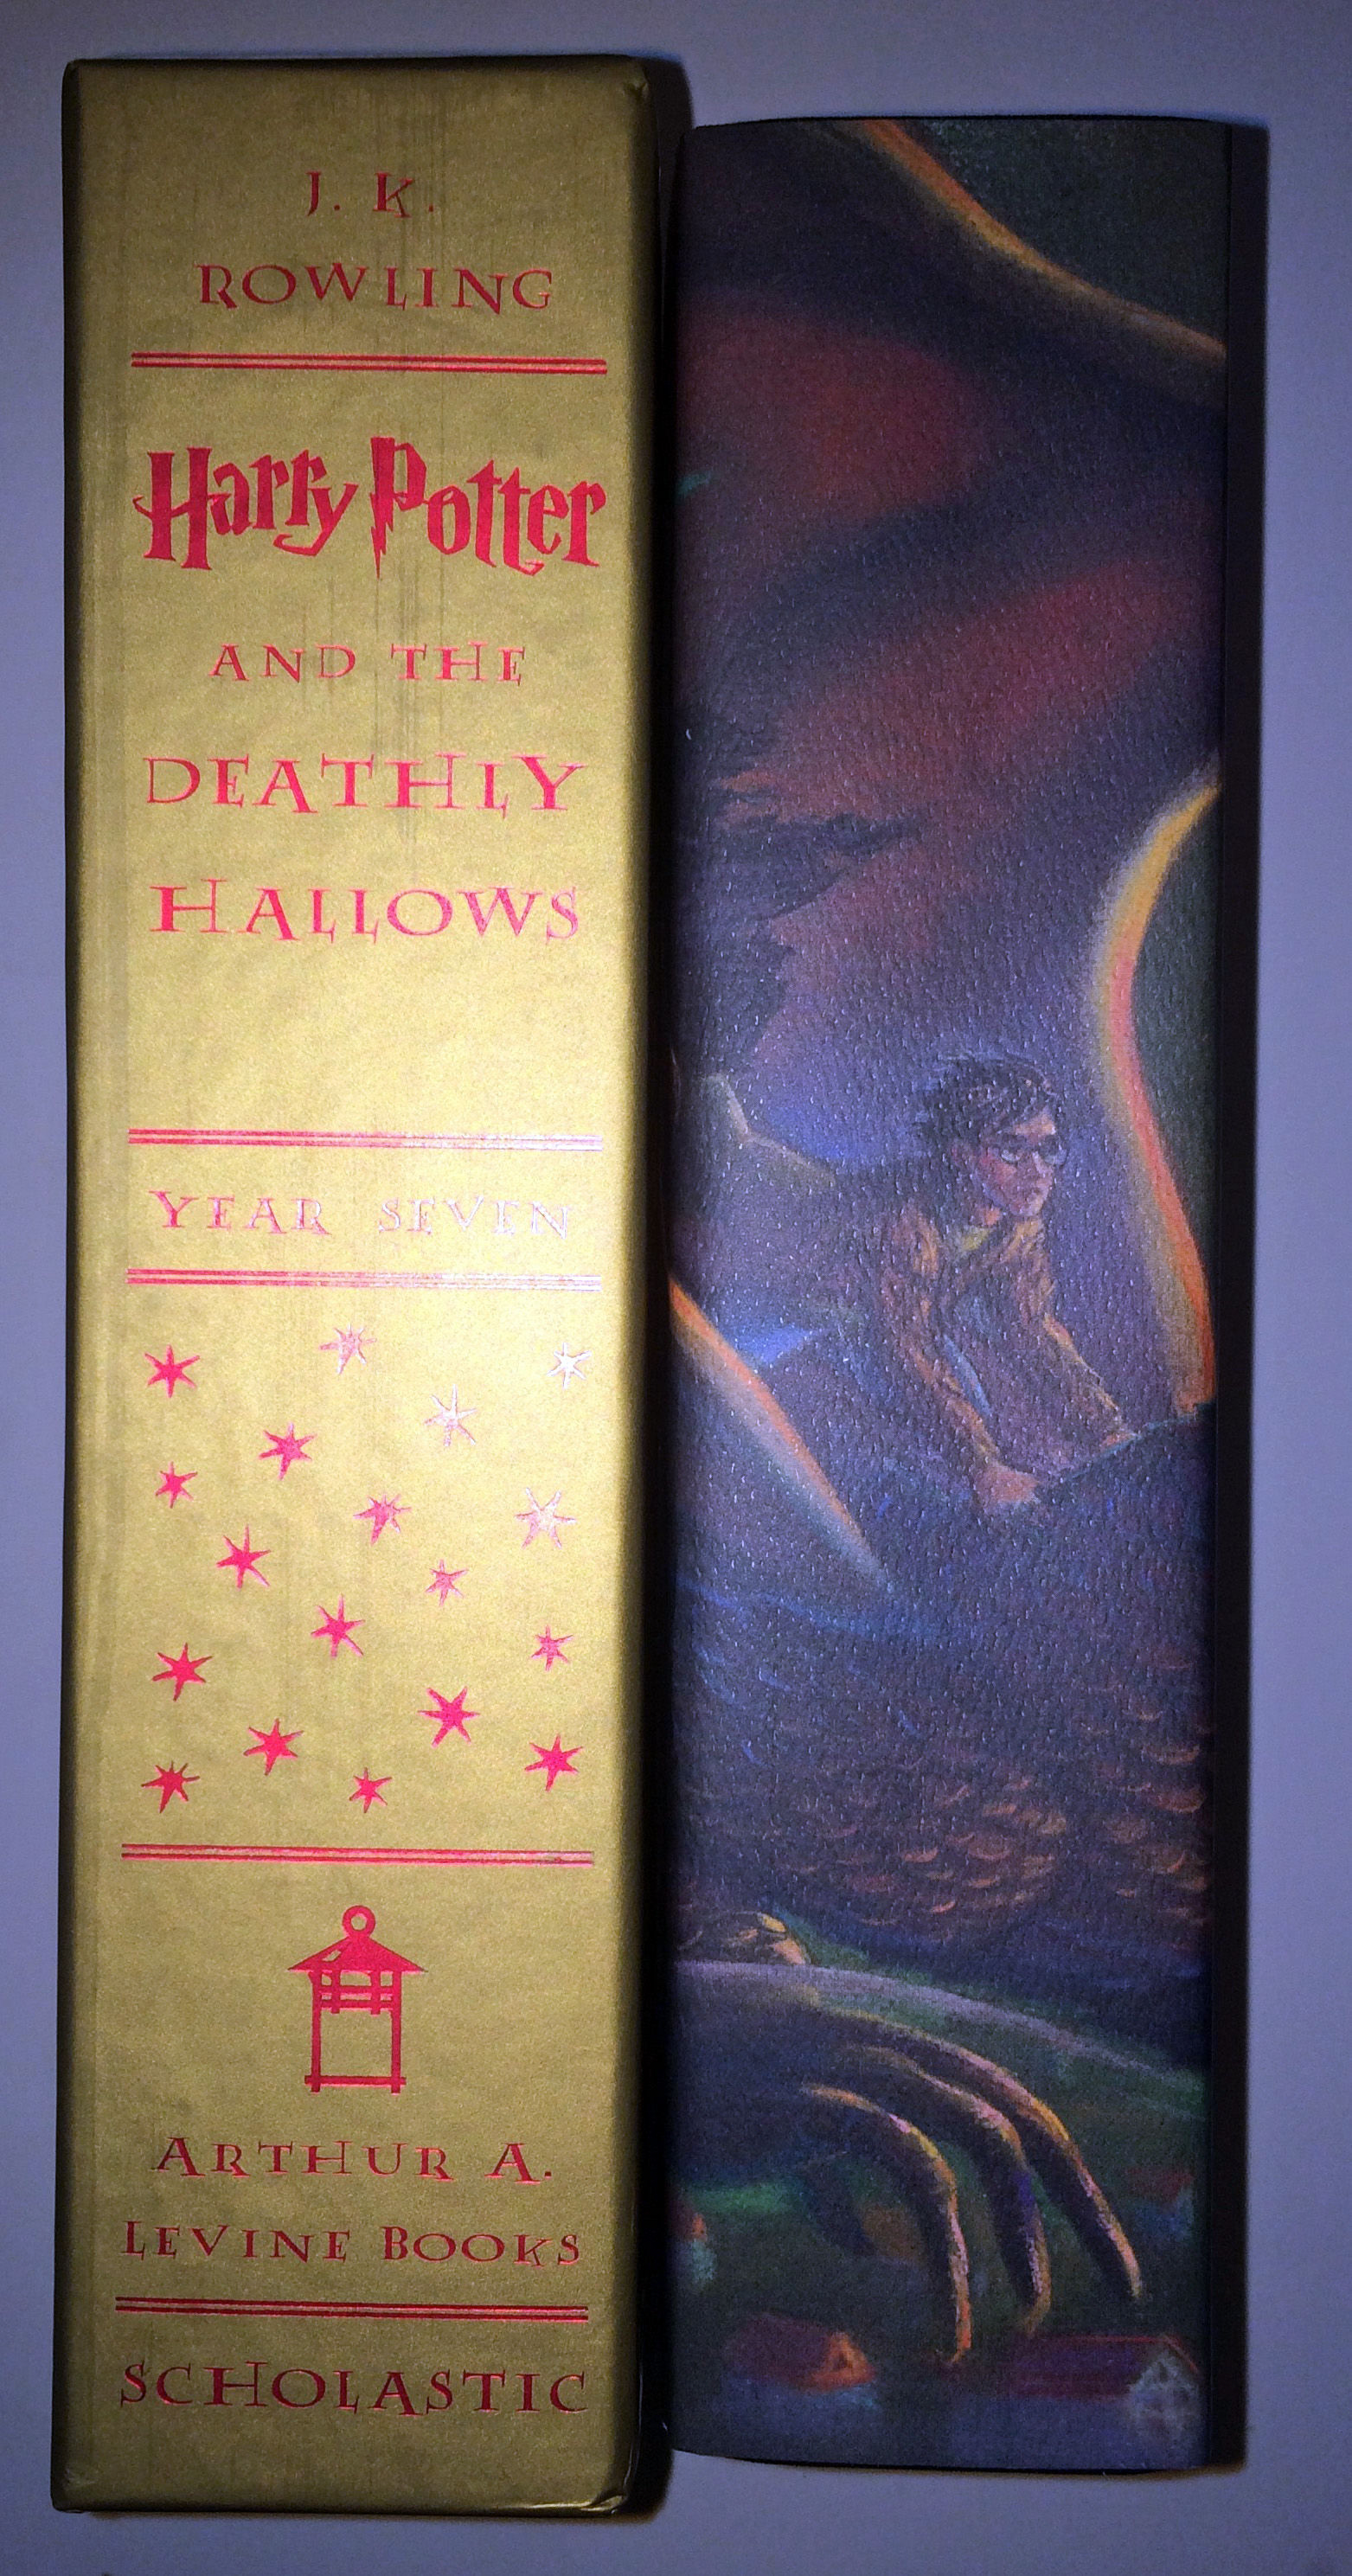 J. K.
ROWLING
Harry Potter
AND THE
DEATHLY
HALLOWS
YEAR SEVEN
ARTHUR A.
LEVINE BOOKS
SCHOLASTIC